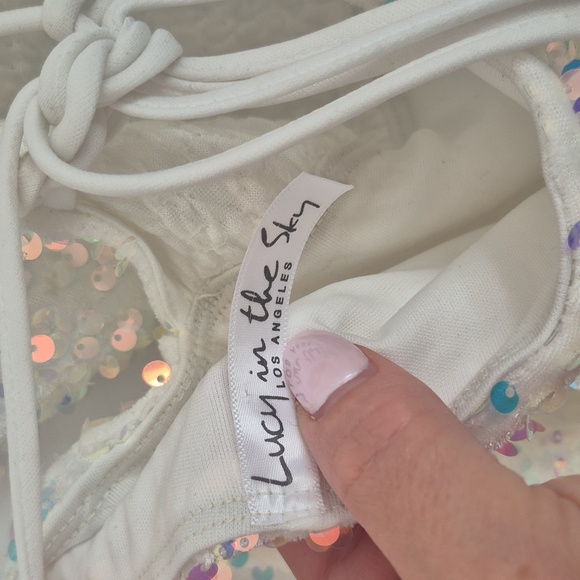 Lucy in the Sky
LOS ANGELES